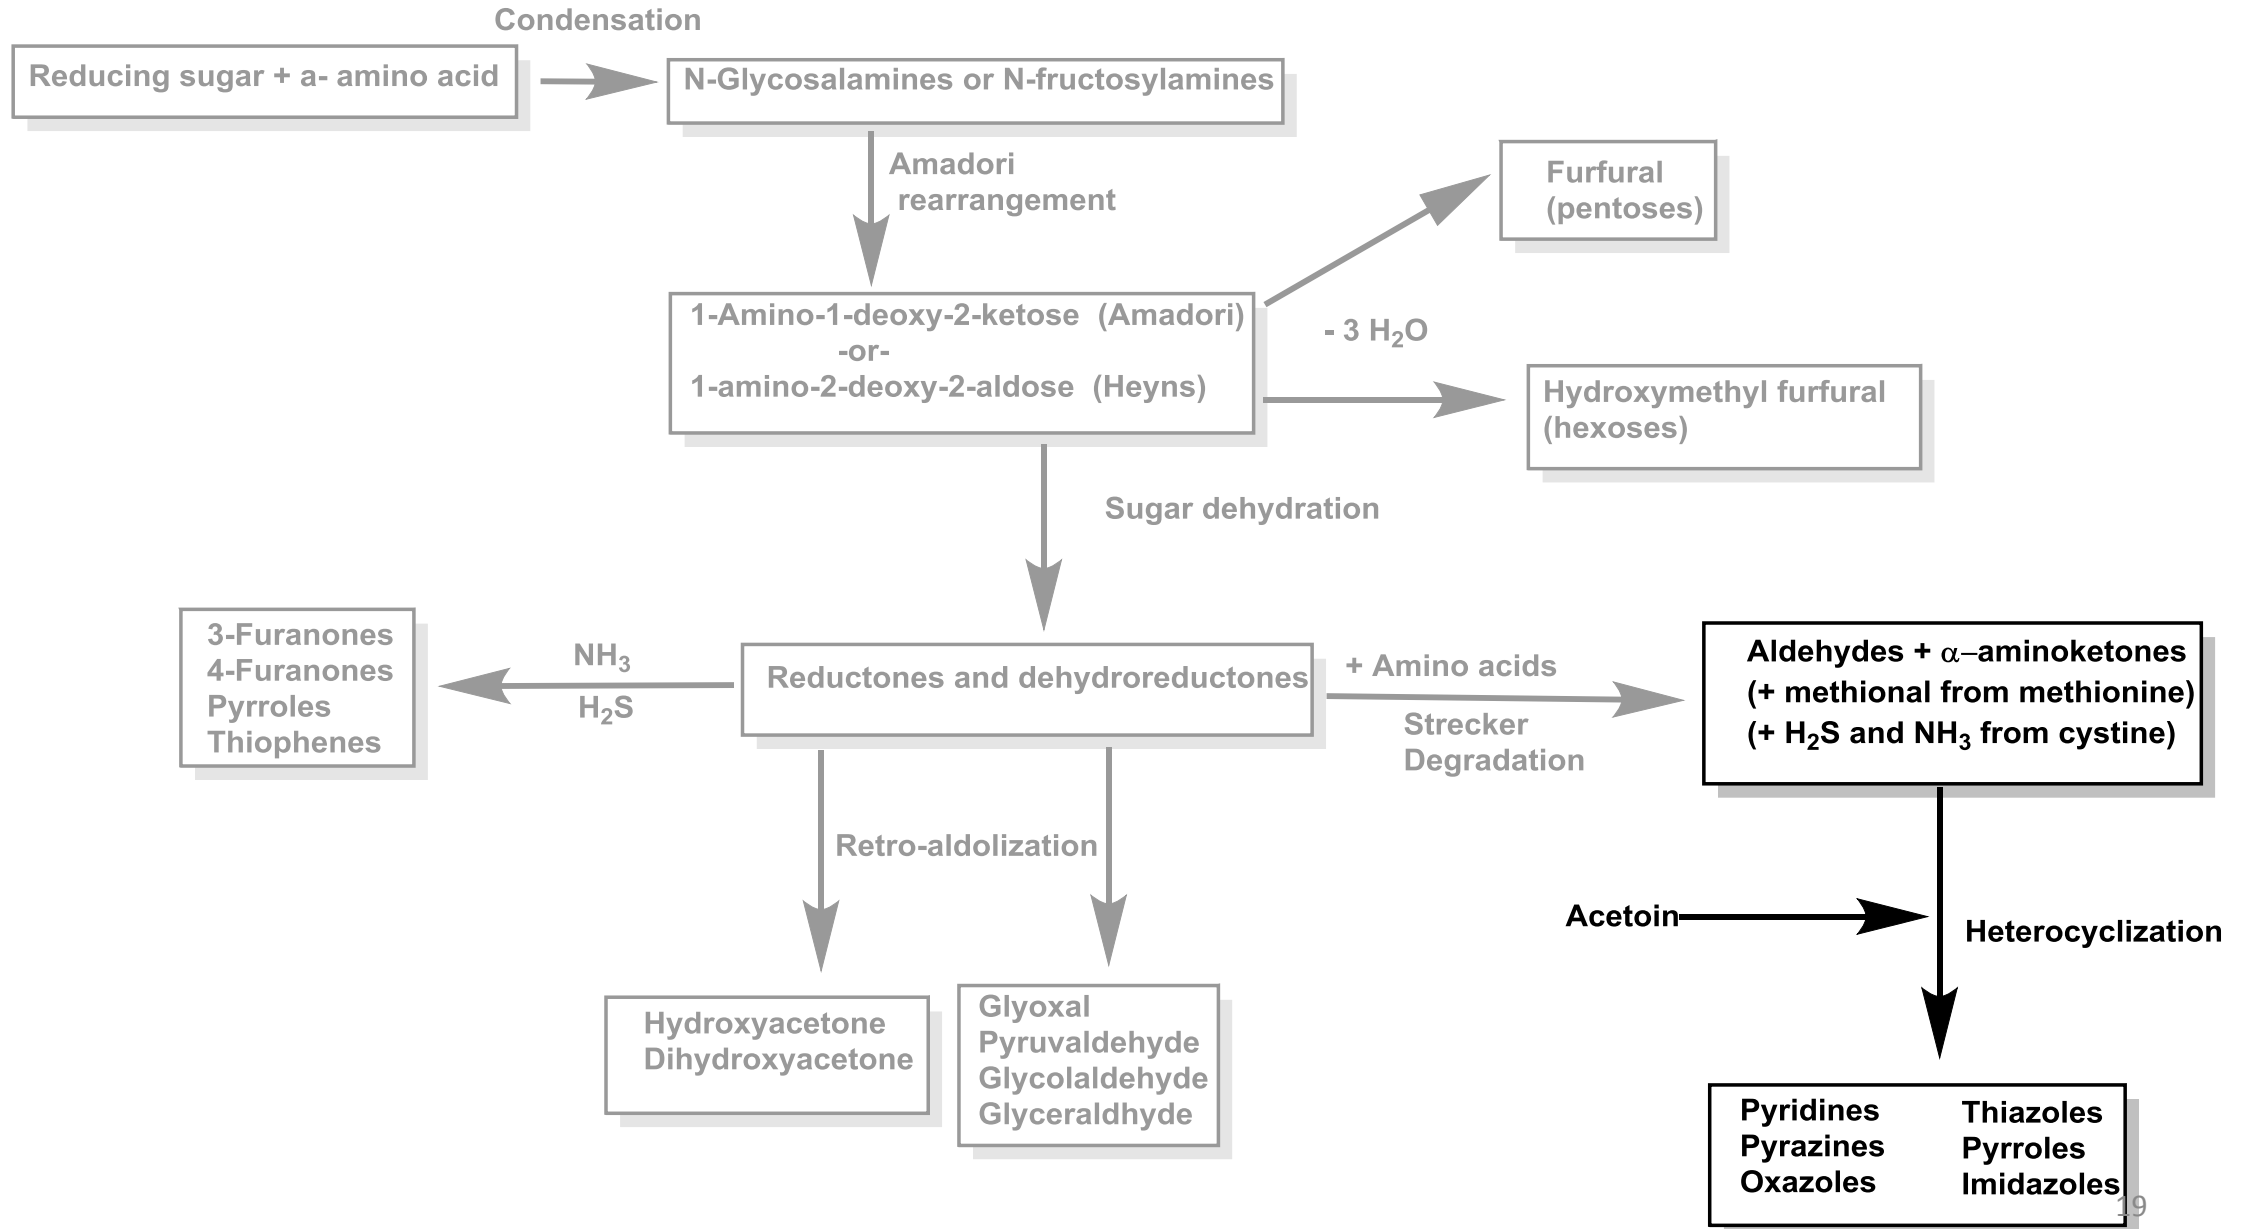 Condensation
Reducing sugar + a- amino acid
N-Glycosalamines or N-fructosylamines
Amadori
rearrangement
Furfural
(pentoses)
1-Amino-1-deoxy-2-ketose (Amadori)
-or-
1-amino-2-deoxy-2-aldose (Heyns)
- 3 H₂O
Hydroxymethyl furfural
(hexoses)
Sugar dehydration
3-Furanones
4-Furanones
Pyrroles
Thiophenes
NH₃
H₂S
Reductones and dehydroreductones
+ Amino acids
Strecker
Degradation
Aldehydes + α–aminoketones
(+ methional from methionine)
(+ H₂S and NH₃ from cystine)
Retro-aldolization
Acetoin
Heterocyclization
Hydroxyacetone
Dihydroxyacetone
Glyoxal
Pyruvaldehyde
Glycolaldehyde
Glyceraldhyde
Pyridines
Pyrazines
Oxazoles
Thiazoles
Pyrroles
Imidazoles
19